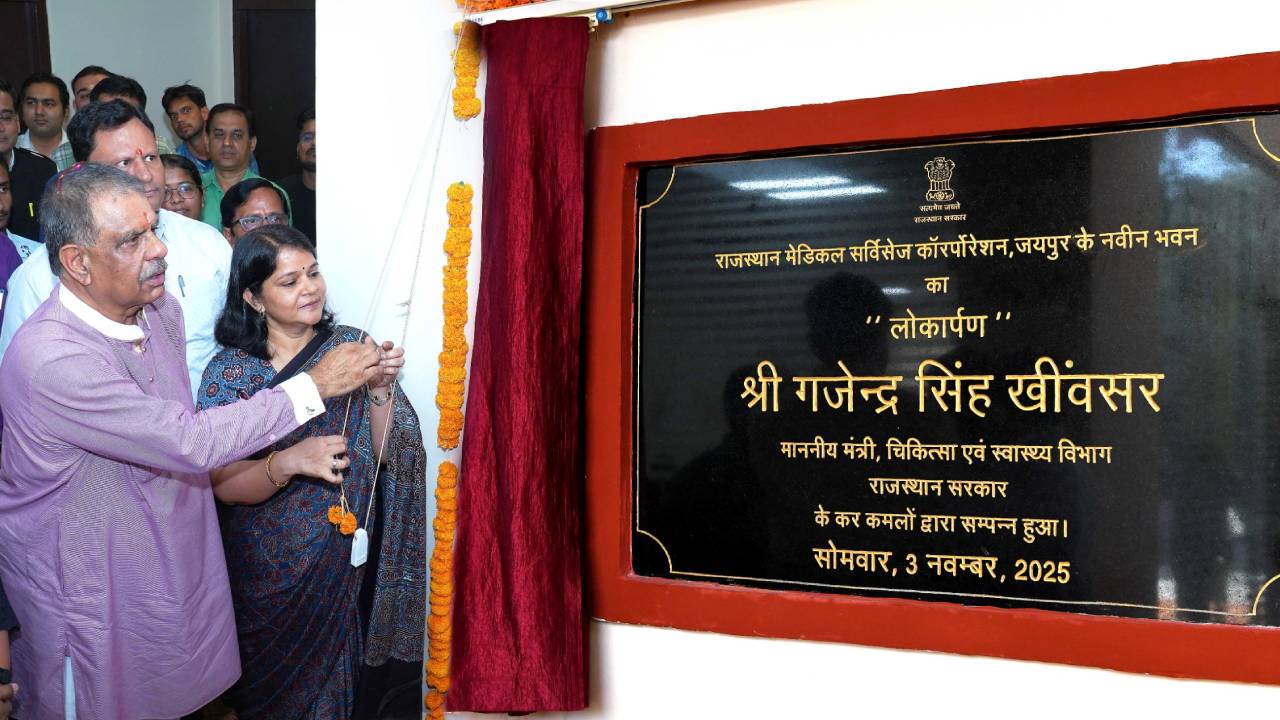 सत्यमेव जयते
राजस्थान सरकार
राजस्थान मेडिकल सर्विसेज कॉरर्पोरेशन,जयपुर के नवीन भवन
का
‘‘ लोकार्पण ’’
श्री गजेन्द्र सिंह खींवसर
माननीय मंत्री, चिकित्सा एवं स्वास्थ्य विभाग
राजस्थान सरकार
के कर कमलों द्वारा सम्पन्न हुआ।
सोमवार, 3 नवम्बर, 2025